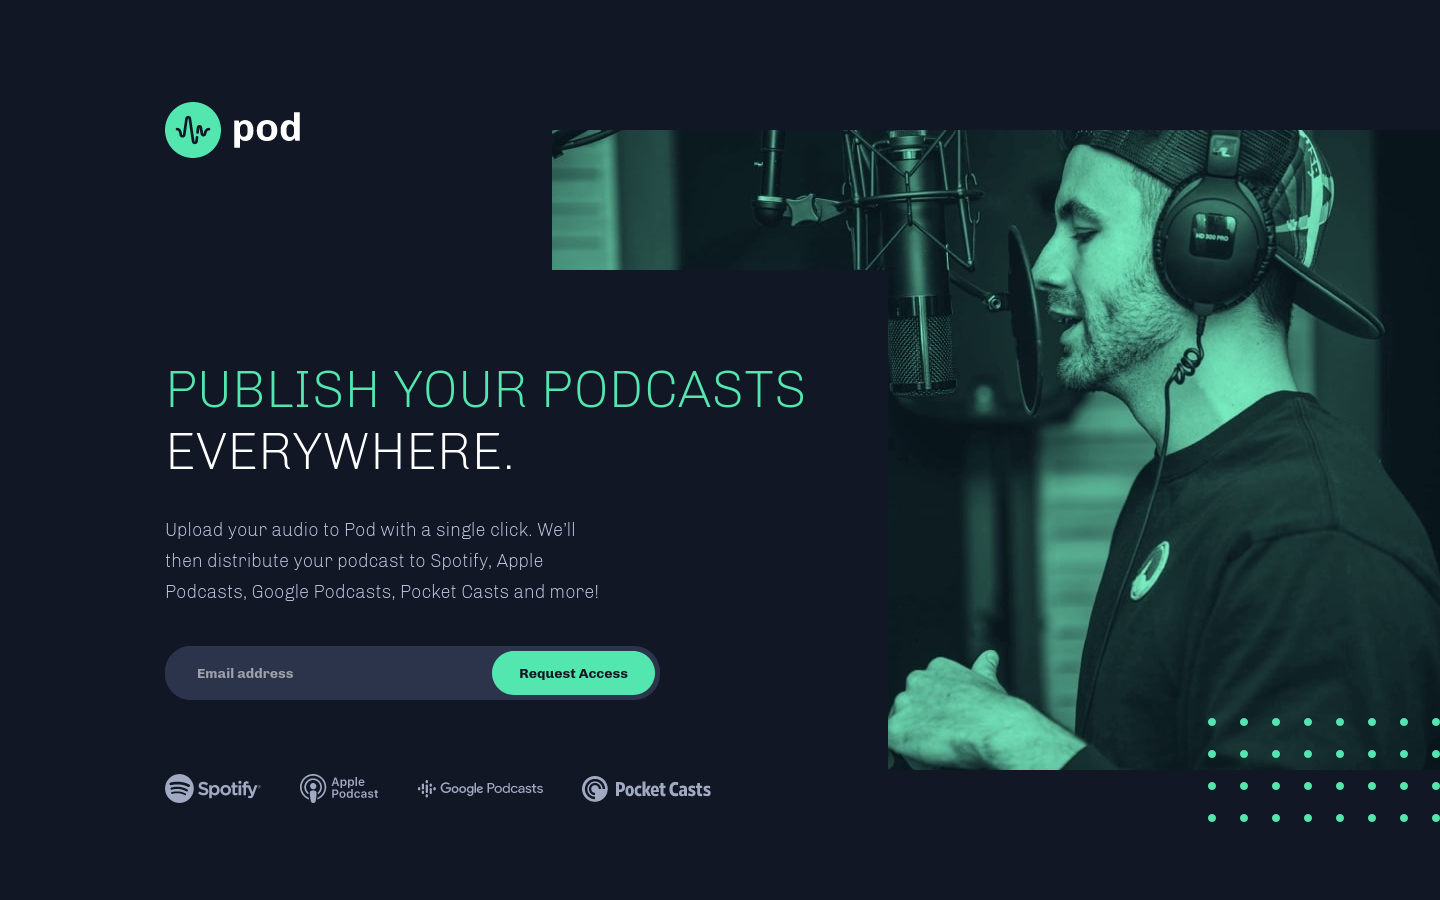 pod
HD 300 PRO
PUBLISH YOUR PODCASTS
EVERYWHERE.
Upload your audio to Pod with a single click. We’ll
then distribute your podcast to Spotify, Apple
Podcasts, Google Podcasts, Pocket Casts and more!
Email address
Request Access
Spotify
Apple
Podcast
Google Podcasts
Pocket Casts